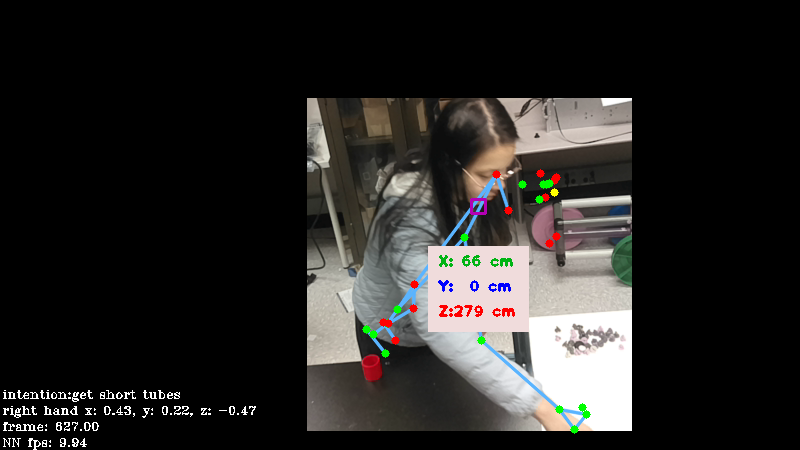 X: 66 cm
Y: 0 cm
Z:279 cm
intention:get short tubes
right hand x: 0.43, y: 0.22, z: -0.47
frame: 627.00
NN fps: 9.94